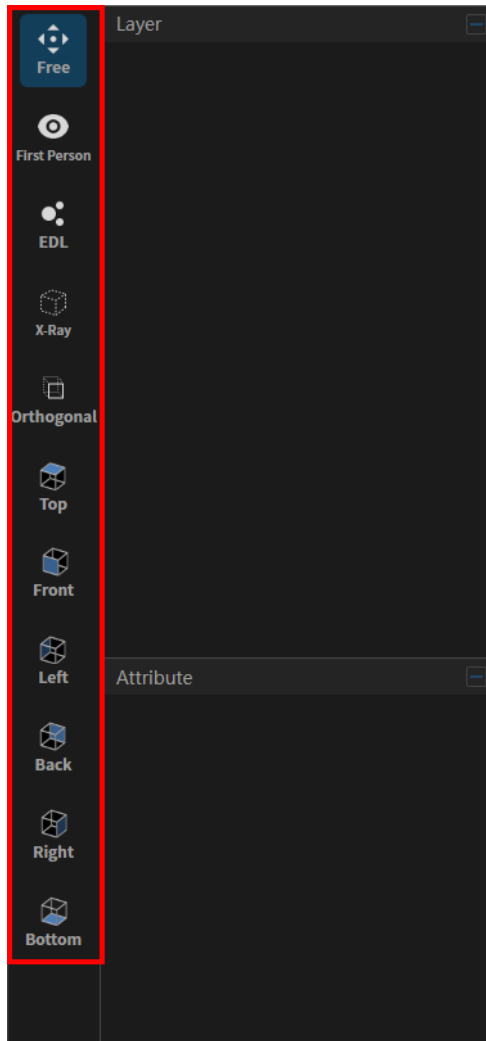 Free
First Person
EDL
X-Ray
Orthogonal
Top
Front
Left
Back
Right
Bottom
Layer
Attribute